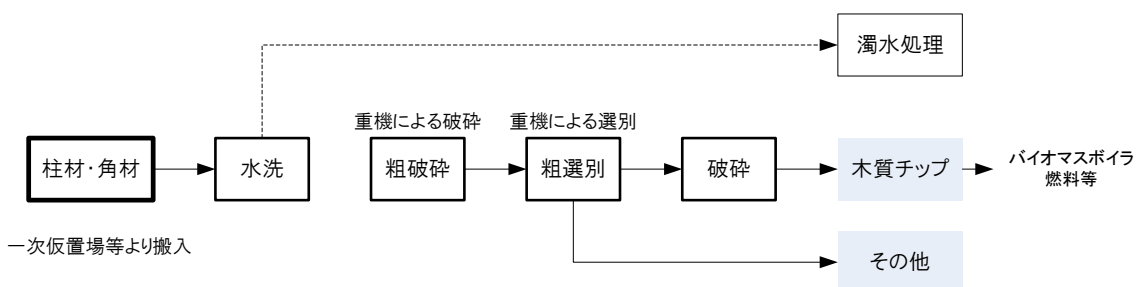 濁水処理
重機による破砕
重機による選別
柱材・角材
水洗
粗破砕
粗選別
破砕
木質チップ
バイオマスボイラ
燃料等
一次仮置場等より搬入
その他